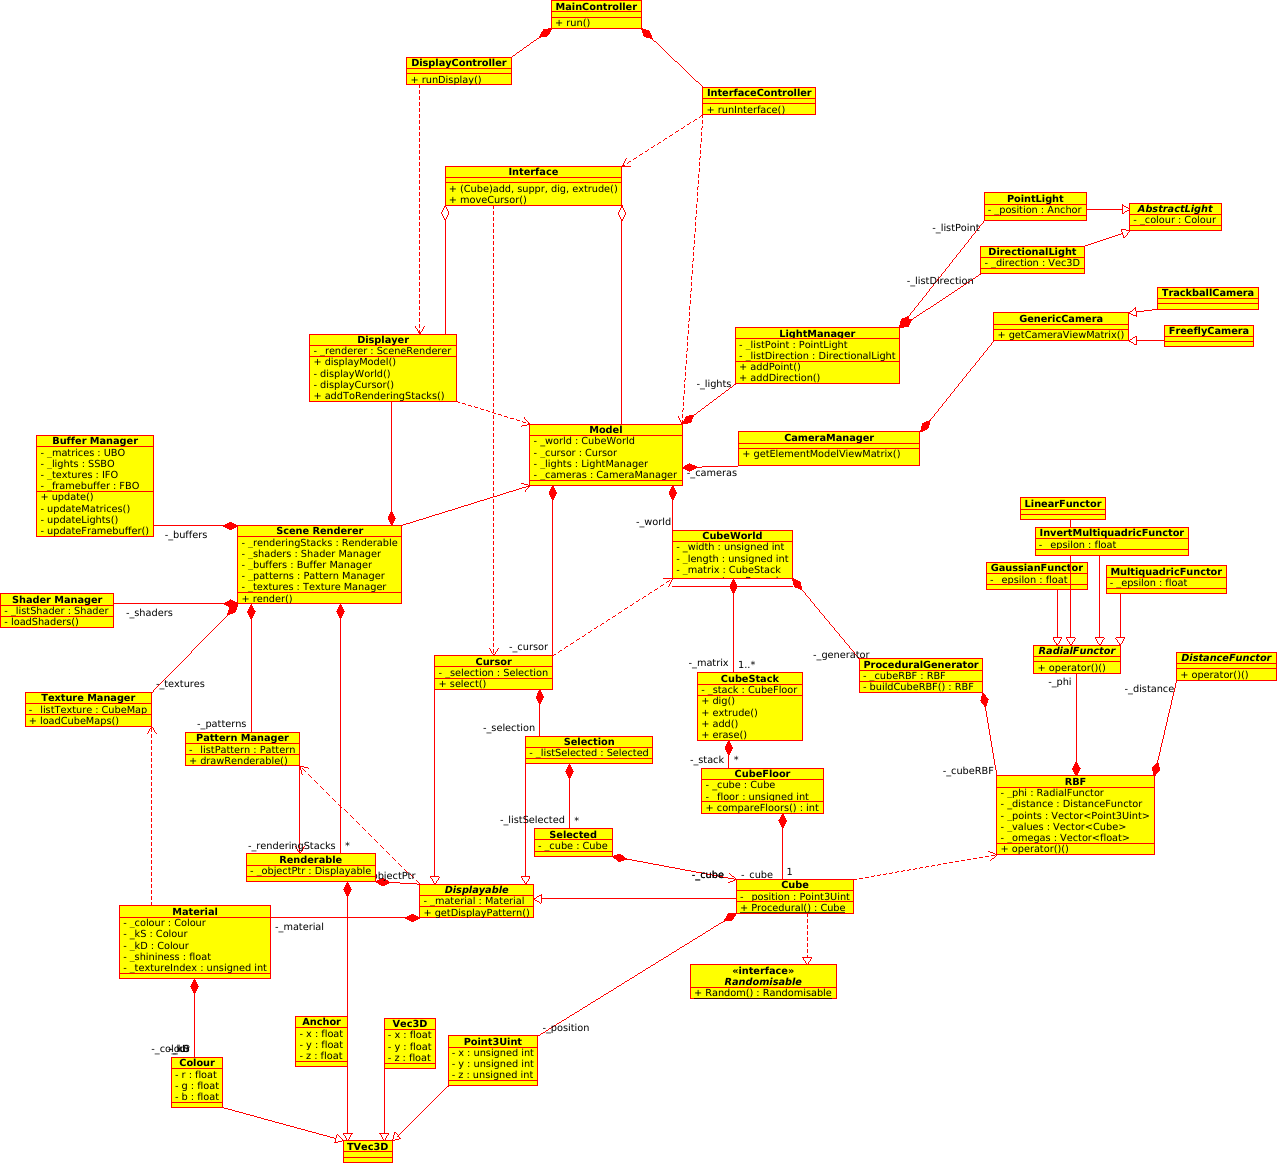 MainController
+ run()
DisplayController
+ runDisplay()
InterfaceController
+ runInterface()
Interface
+ (Cube)add, suppr, dig, extrude()
+ moveCursor()
PointLight
- _position : Anchor
AbstractLight
- _colour : Colour
-_listPoint
DirectionalLight
- _direction : Vec3D
-_listDirection
TrackballCamera
GenericCamera
+ getCameraViewMatrix()
FreeflyCamera
LightManager
- _listPoint : PointLight
- _listDirection : DirectionalLight
+ addPoint()
+ addDirection()
-_lights
Displayer
- _renderer : SceneRenderer
+ displayModel()
- displayWorld()
- displayCursor()
+ addToRenderingStacks()
Model
- _world : CubeWorld
- _cursor : Cursor
- _lights : LightManager
- _cameras : CameraManager
CameraManager
+ getElementModelViewMatrix()
-_cameras
Buffer Manager
- _matrices : UBO
- _lights : SSBO
- _textures : IFO
- _framebuffer : FBO
+ update()
- updateMatrices()
- updateLights()
- updateFramebuffer()
-_buffers
Scene Renderer
- _renderingStacks : Renderable
- _shaders : Shader Manager
- _buffers : Buffer Manager
- _patterns : Pattern Manager
- _textures : Texture Manager
+ render()
-_world
CubeWorld
- _width : unsigned int
- _length : unsigned int
- _matrix : CubeStack
LinearFunctor
InvertMultiquadricFunctor
- _epsilon : float
GaussianFunctor
- _epsilon : float
MultiquadricFunctor
- _epsilon : float
Shader Manager
- _listShader : Shader
- loadShaders()
-_shaders
RadialFunctor
+ operator()()
DistanceFunctor
+ operator()()
-_phi
-_distance
-_cursor
Cursor
- _selection : Selection
+ select()
-_matrix
1..*
CubeStack
- _stack : CubeFloor
+ dig()
+ extrude()
+ add()
+ erase()
-_generator
ProceduralGenerator
- _cubeRBF : RBF
- buildCubeRBF() : RBF
-_textures
Texture Manager
- _listTexture : CubeMap
+ loadCubeMaps()
-_patterns
Pattern Manager
- _listPattern : Pattern
+ drawRenderable()
-_selection
Selection
- _listSelected : Selected
-_stack
*
CubeFloor
- _cube : Cube
- _floor : unsigned int
+ compareFloors() : int
-_cubeRBF
RBF
- _phi : RadialFunctor
- _distance : DistanceFunctor
- _points : Vector<Point3Uint>
- _values : Vector<Cube>
- _omegas : Vector<float>
+ operator()()
-_listSelected
*
Selected
- _cube : Cube
-_renderingStacks
*
Renderable
- _objectPtr : Displayable
bjectPtr
Displayable
- _material : Material
+ getDisplayPattern()
-_cube
-_cube
1
Cube
- _position : Point3Uint
+ Procedural() : Cube
Material
- _colour : Colour
- _kS : Colour
- _kD : Colour
- _shininess : float
- _textureIndex : unsigned int
-_material
«interface»
Randomisable
+ Random() : Randomisable
Anchor
- x : float
- y : float
- z : float
Vec3D
- x : float
- y : float
- z : float
-_position
Point3Uint
- x : unsigned int
- y : unsigned int
- z : unsigned int
Colour
- r : float
- g : float
- b : float
TVec3D